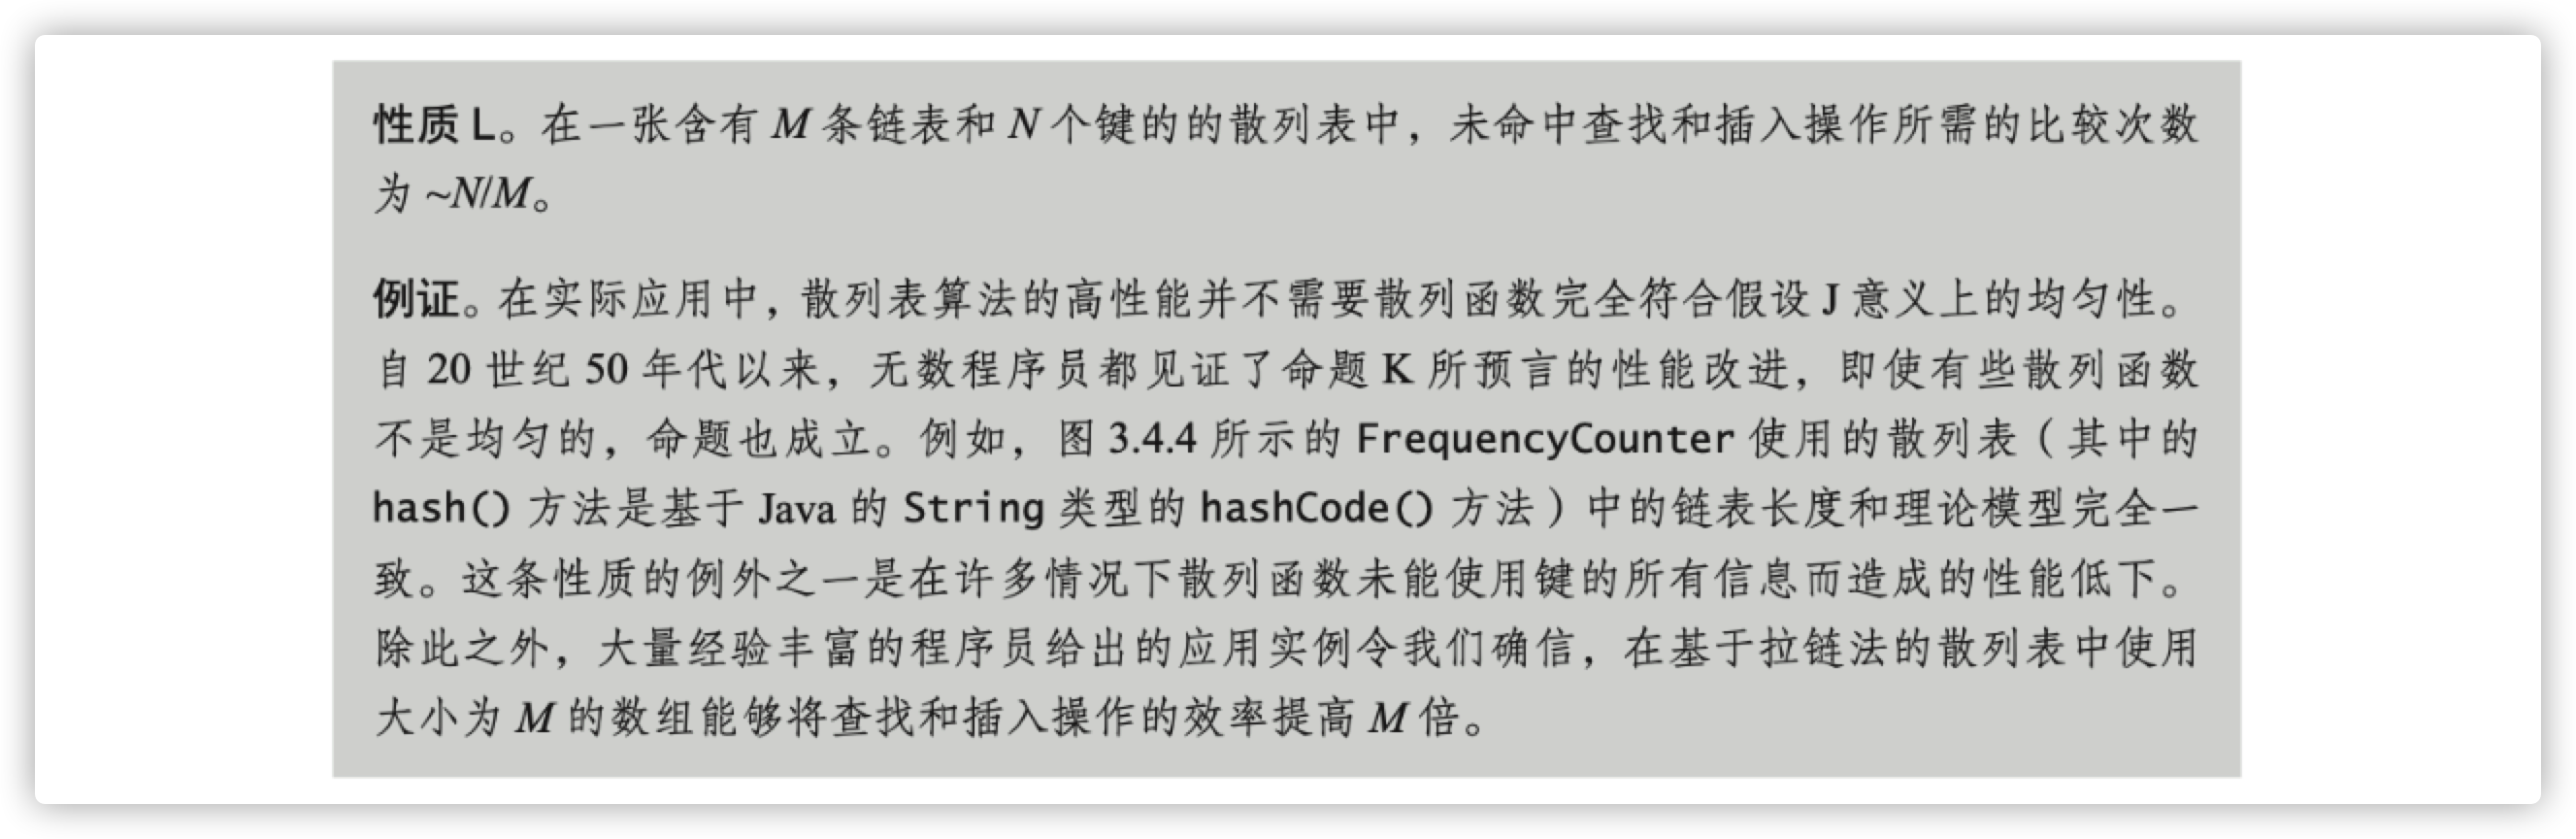 性质 L。在一张含有 M 条链表和 N 个键的的散列表中，未命中查找和插入操作所需的比较次数
为 ~N/M。
例证。在实际应用中，散列表算法的高性能并不需要散列函数完全符合假设 J 意义上的均匀性。
自 20 世纪 50 年代以来，无数程序员都见证了命题 K 所预言的性能改进，即使有些散列函数
不是均匀的，命题也成立。例如，图 3.4.4 所示的 FrequencyCounter 使用的散列表（其中的
hash() 方法是基于 Java 的 String 类型的 hashCode() 方法）中的链表长度和理论模型完全一
致。这条性质的例外之一是在许多情况下散列函数未能使用键的所有信息而造成的性能低下。
除此之外，大量经验丰富的程序员给出的应用实例令我们确信，在基于拉链法的散列表中使用
大小为 M 的数组能够将查找和插入操作的效率提高 M 倍。